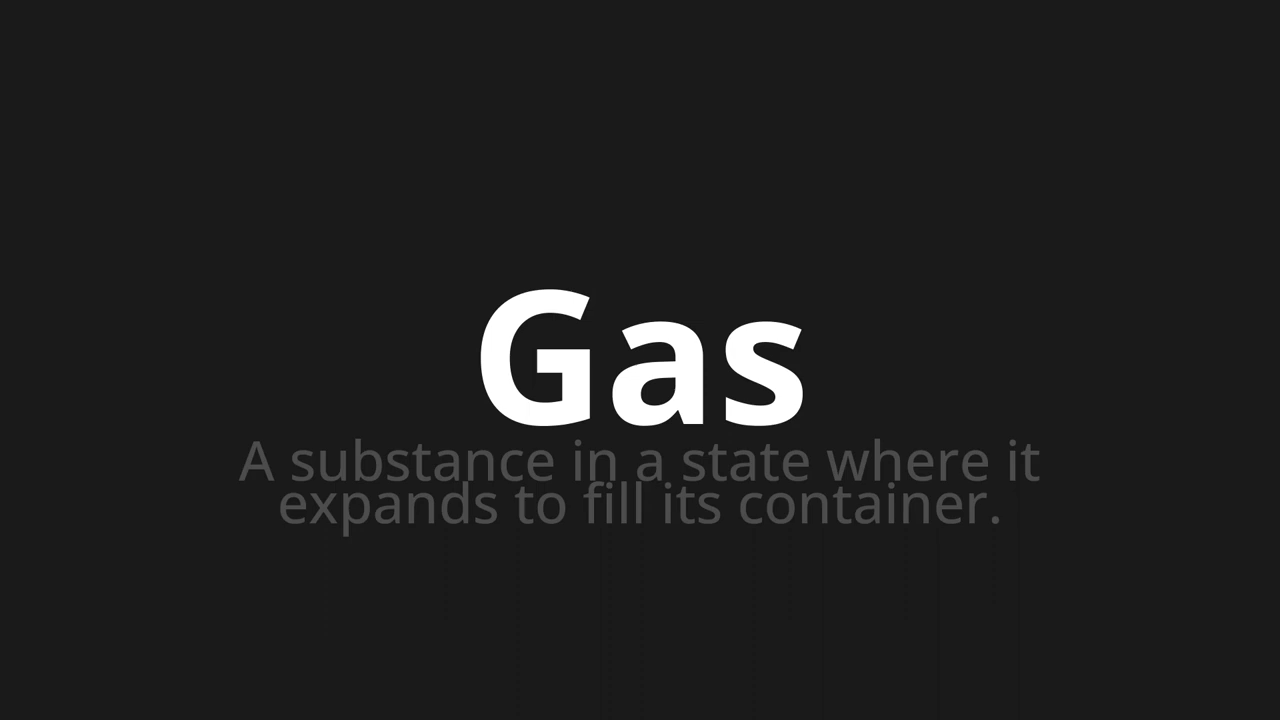 Gas
A substance in a state where it
expands to fill its container.